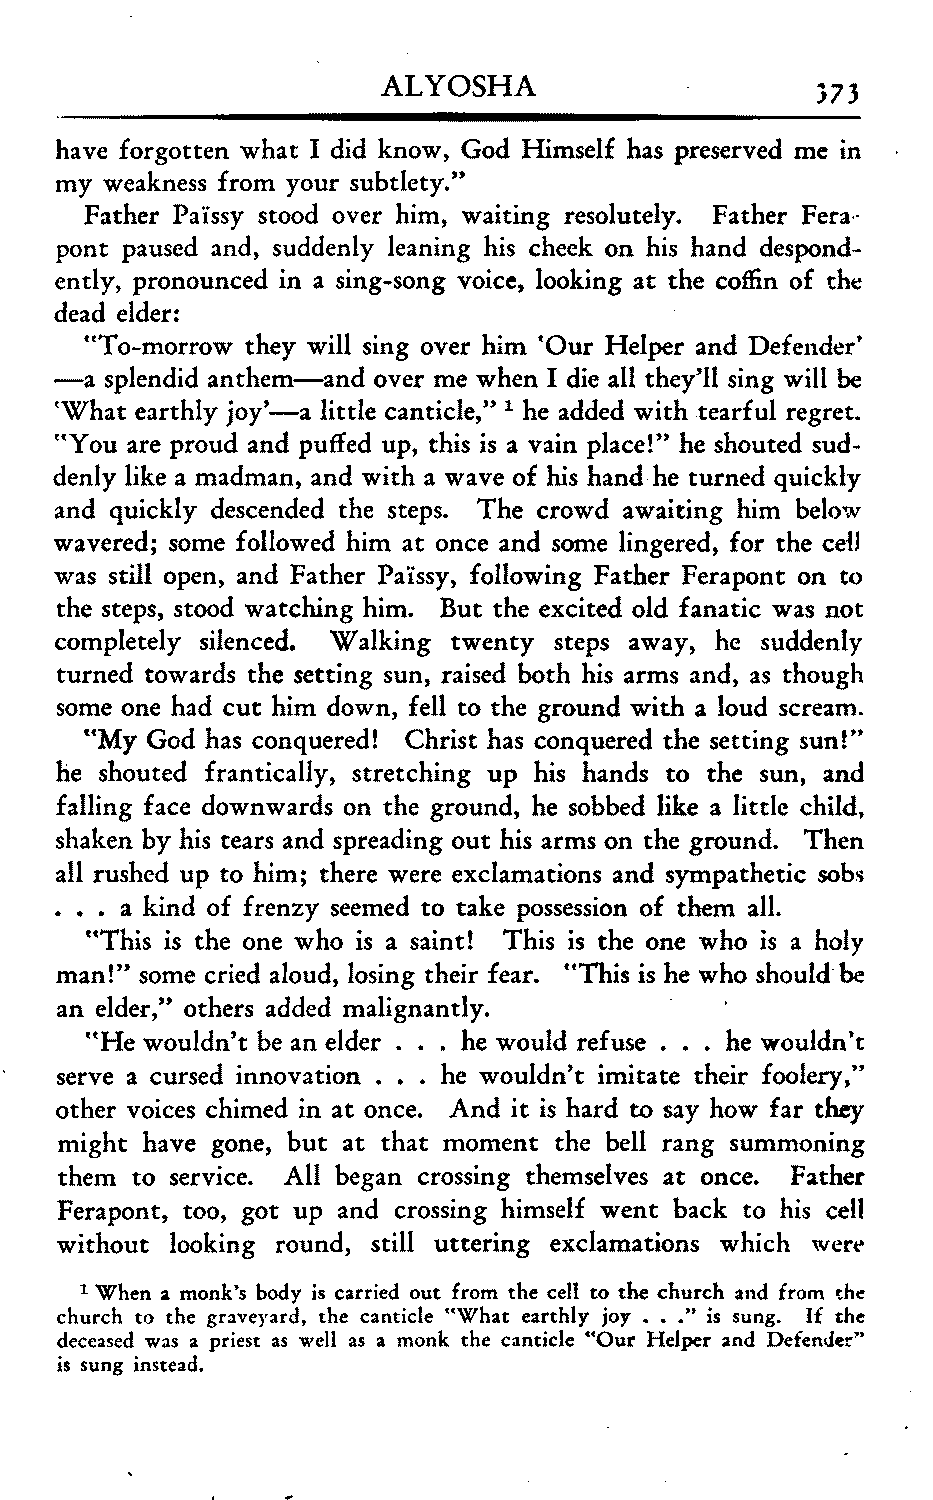 ALYOSHA 373
have forgotten what I did know, God Himself has preserved me in
my weakness from your subtlety."
Father Païssy stood over him, waiting resolutely. Father Fera-
pont paused and, suddenly leaning his cheek on his hand despond-
ently, pronounced in a sing-song voice, looking at the coffin of the
dead elder:
"To-morrow they will sing over him 'Our Helper and Defender'
—a splendid anthem—and over me when I die all they'll sing will be
'What earthly joy'—a little canticle," ¹ he added with tearful regret.
"You are proud and puffed up, this is a vain place!" he shouted sud-
denly like a madman, and with a wave of his hand he turned quickly
and quickly descended the steps. The crowd awaiting him below
wavered; some followed him at once and some lingered, for the cell
was still open, and Father Païssy, following Father Ferapont on to
the steps, stood watching him. But the excited old fanatic was not
completely silenced. Walking twenty steps away, he suddenly
turned towards the setting sun, raised both his arms and, as though
some one had cut him down, fell to the ground with a loud scream.
"My God has conquered! Christ has conquered the setting sun!"
he shouted frantically, stretching up his hands to the sun, and
falling face downwards on the ground, he sobbed like a little child,
shaken by his tears and spreading out his arms on the ground. Then
all rushed up to him; there were exclamations and sympathetic sobs
. . . a kind of frenzy seemed to take possession of them all.
"This is the one who is a saint! This is the one who is a holy
man!" some cried aloud, losing their fear. "This is he who should be
an elder," others added malignantly.
"He wouldn't be an elder . . . he would refuse . . . he wouldn't
serve a cursed innovation . . . he wouldn't imitate their foolery,"
other voices chimed in at once. And it is hard to say how far they
might have gone, but at that moment the bell rang summoning
them to service. All began crossing themselves at once. Father
Ferapont, too, got up and crossing himself went back to his cell
without looking round, still uttering exclamations which were
¹ When a monk's body is carried out from the cell to the church and from the
church to the graveyard, the canticle "What earthly joy . . ." is sung. If the
deceased was a priest as well as a monk the canticle "Our Helper and Defender"
is sung instead.